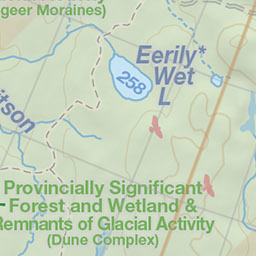 geer Moraines)
Eerily*
Wet
L
258
tson
Provincially Significant
Forest and Wetland &
Remnants of Glacial Activity
(Dune Complex)